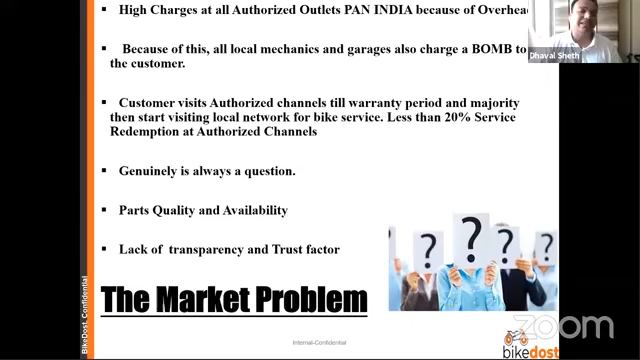 High Charges at all Authorized Outlets PAN INDIA because of Overhea
Dhaval Sheth
Because of this, all local mechanics and garages also charge a BOMB to
the customer.
Customer visits Authorized channels till warranty period and majority
then start visiting local network for bike service. Less than 20% Service
Redemption at Authorized Channels
Genuinely is always a question.
Parts Quality and Availability
Lack of transparency and Trust factor
? ? ? ?
The Market Problem
BikeDost_Confidential
Internal-Confidential
zoom
bikedost